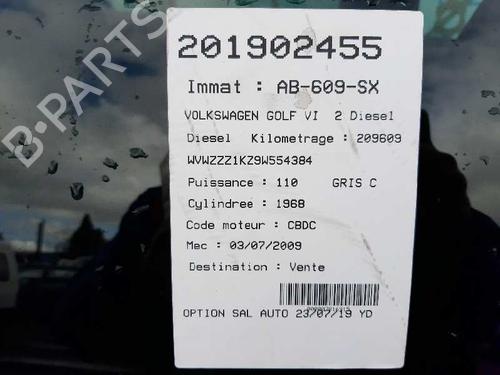 201902455
Immat : AB-609-SX
VOLKSWAGEN GOLF VI 2 Diesel
Diesel Kilometrage : 209609
WVWZZZ1KZ9W554384
Puissance : 110 GRIS C
Cylindree : 1968
Code moteur : CBDC
Mec : 03/07/2009
Destination : Vente
OPTION SAL AUTO 23/07/19 YD